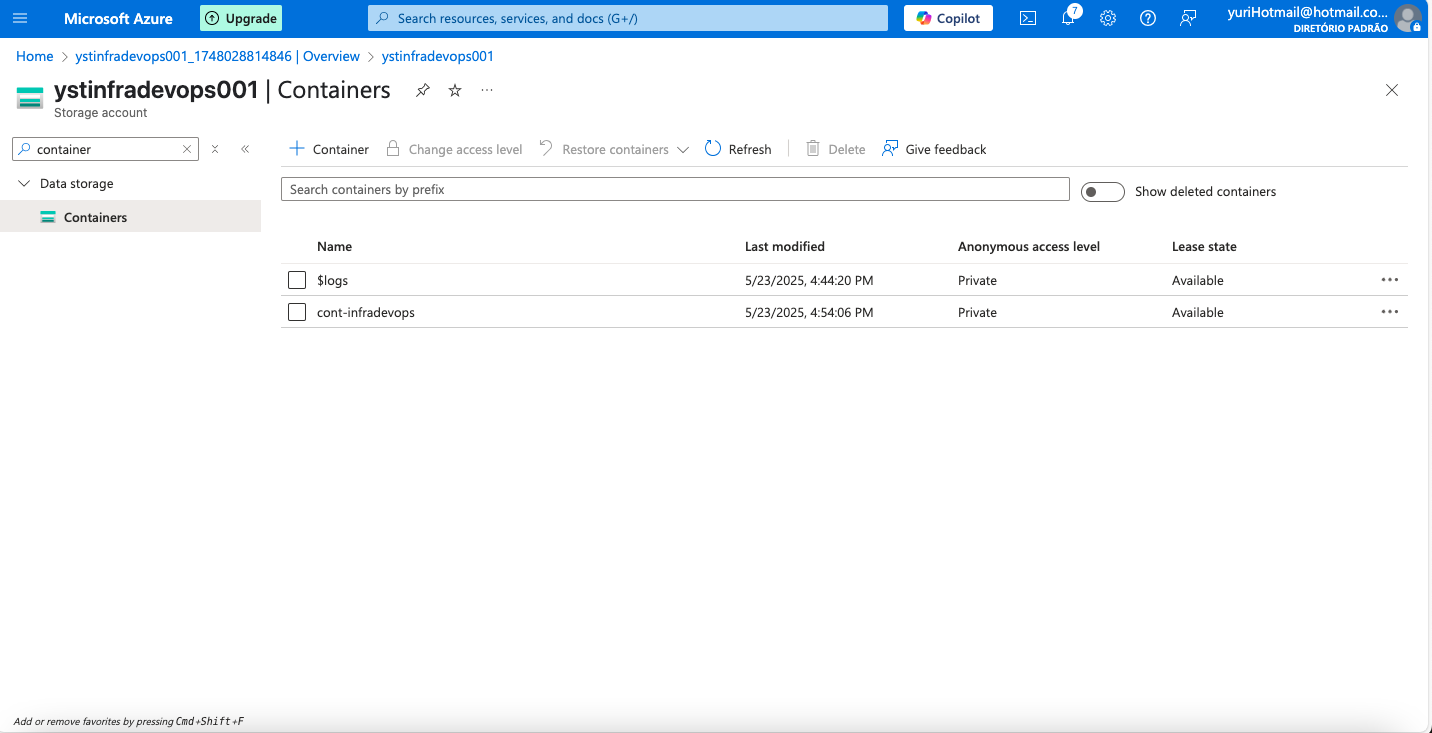 Microsoft Azure
Upgrade
Search resources, services, and docs (G+/)
Copilot
7
yuriHotmail@hotmail.co...
DIRETÓRIO PADRÃO
Home > ystinfradevops001_1748028814846 | Overview > ystinfradevops001
ystinfradevops001 | Containers
Storage account
container
Data storage
Containers
Container
Change access level
Restore containers
Refresh
Delete
Give feedback
Search containers by prefix
Show deleted containers
Name Last modified Anonymous access level Lease state
$logs 5/23/2025, 4:44:20 PM Private Available
cont-infradevops 5/23/2025, 4:54:06 PM Private Available
Add or remove favorites by pressing Cmd+Shift+F